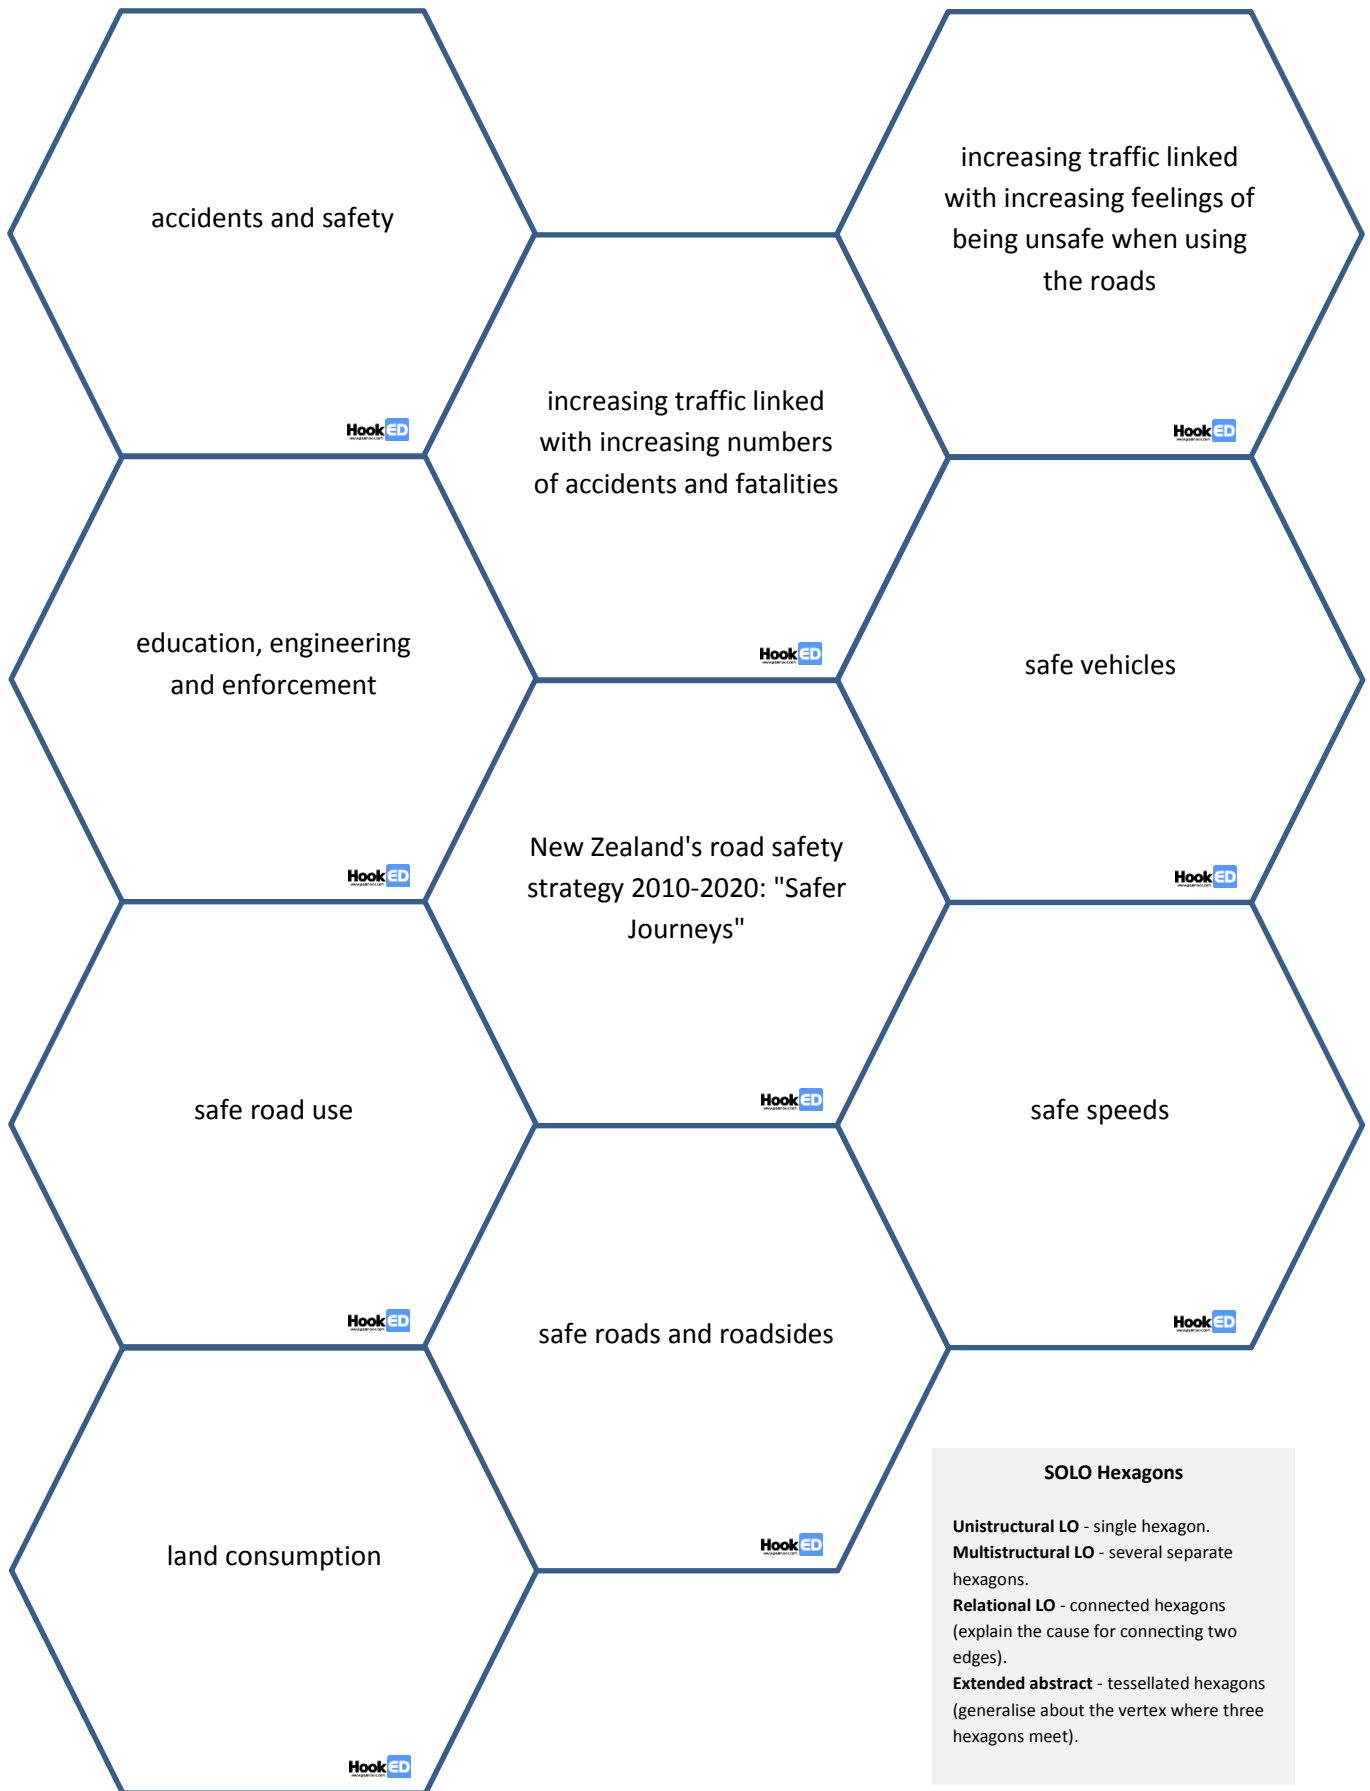 accidents and safety
HookED
increasing traffic linked
with increasing feelings of
being unsafe when using
the roads
HookED
increasing traffic linked
with increasing numbers
of accidents and fatalities
HookED
education, engineering
and enforcement
HookED
safe vehicles
HookED
New Zealand's road safety
strategy 2010-2020: "Safer
Journeys"
HookED
safe road use
HookED
safe speeds
HookED
safe roads and roadsides
HookED
land consumption
HookED
SOLO Hexagons
Unistructural LO - single hexagon.
Multistructural LO - several separate
hexagons.
Relational LO - connected hexagons
(explain the cause for connecting two
edges).
Extended abstract - tessellated hexagons
(generalise about the vertex where three
hexagons meet).